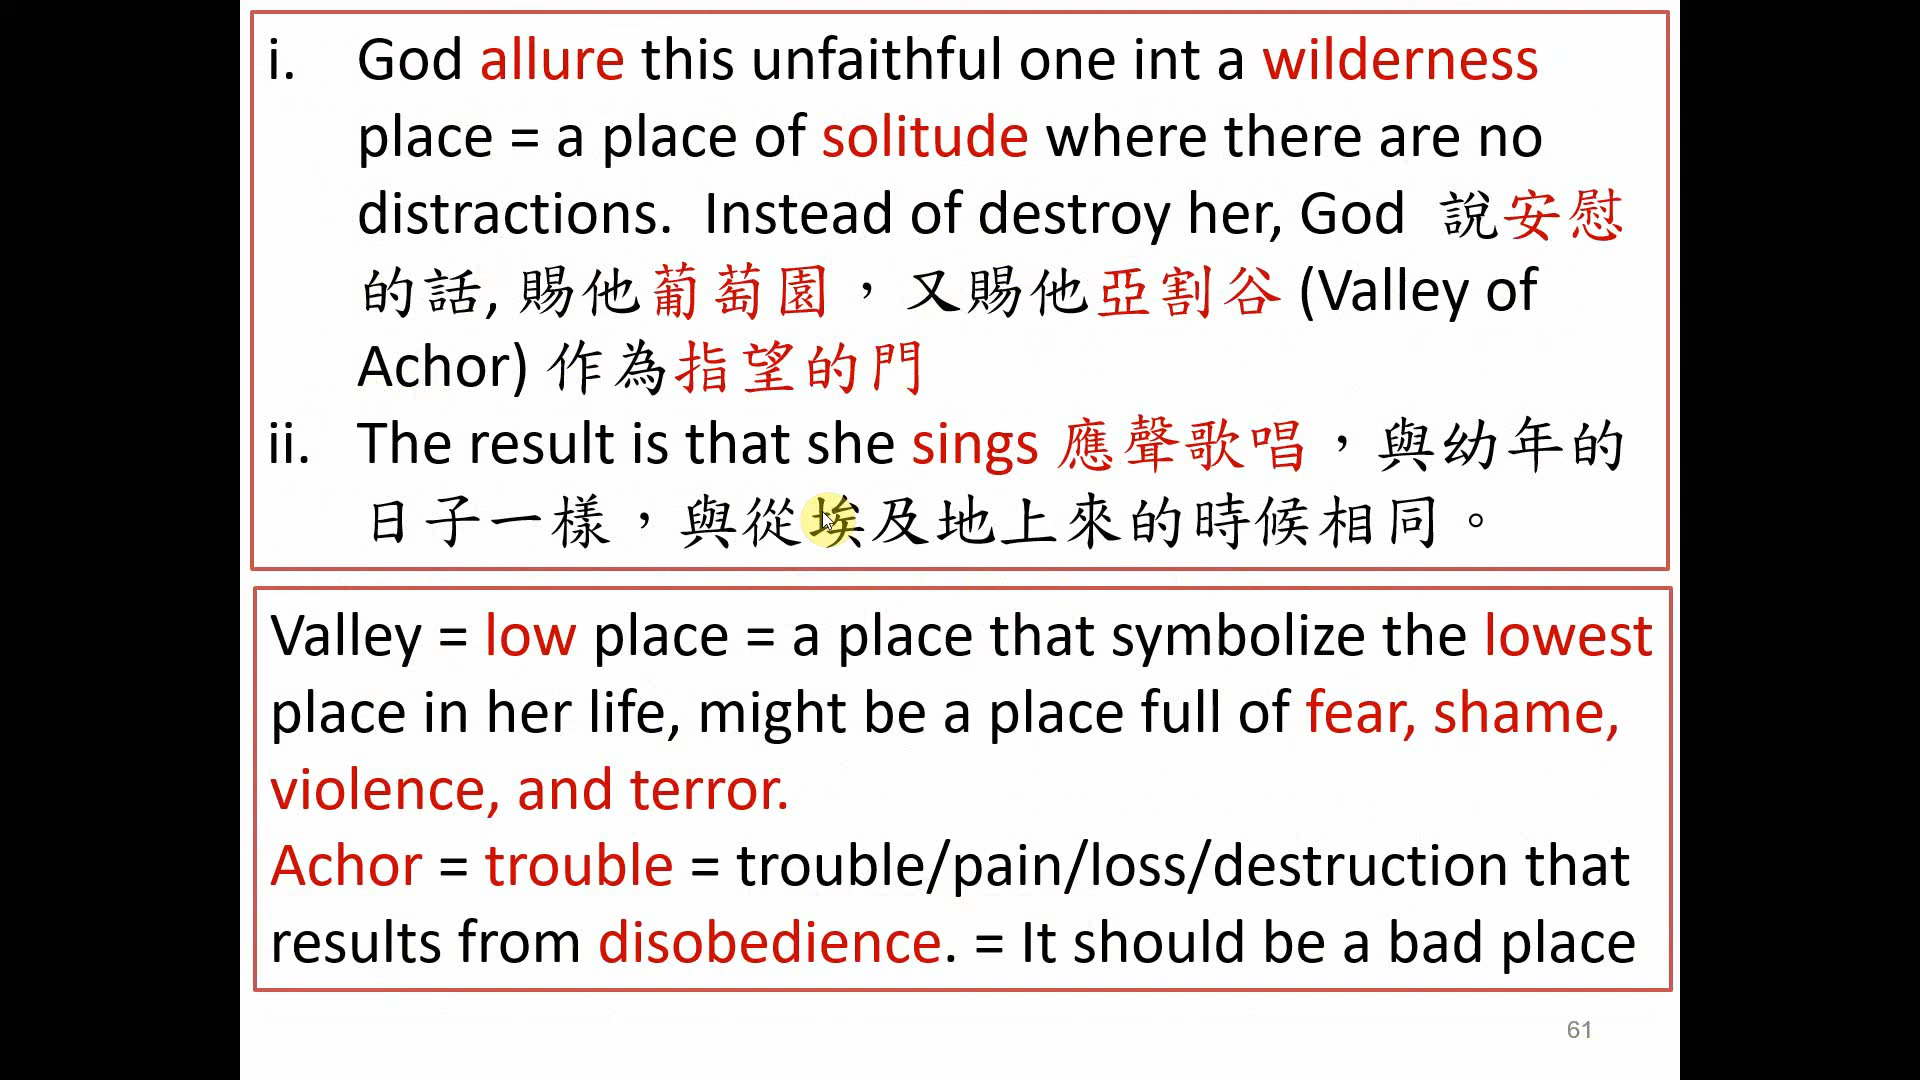 i. God allure this unfaithful one int a wilderness
place = a place of solitude where there are no
distractions. Instead of destroy her, God 說安慰
的話, 賜他葡萄園，又賜他亞割谷 (Valley of
Achor) 作為指望的門
ii. The result is that she sings 應聲歌唱，與幼年的
日子一樣，與從埃及地上來的時候相同。
Valley = low place = a place that symbolize the lowest
place in her life, might be a place full of fear, shame,
violence, and terror.
Achor = trouble = trouble/pain/loss/destruction that
results from disobedience. = It should be a bad place
61